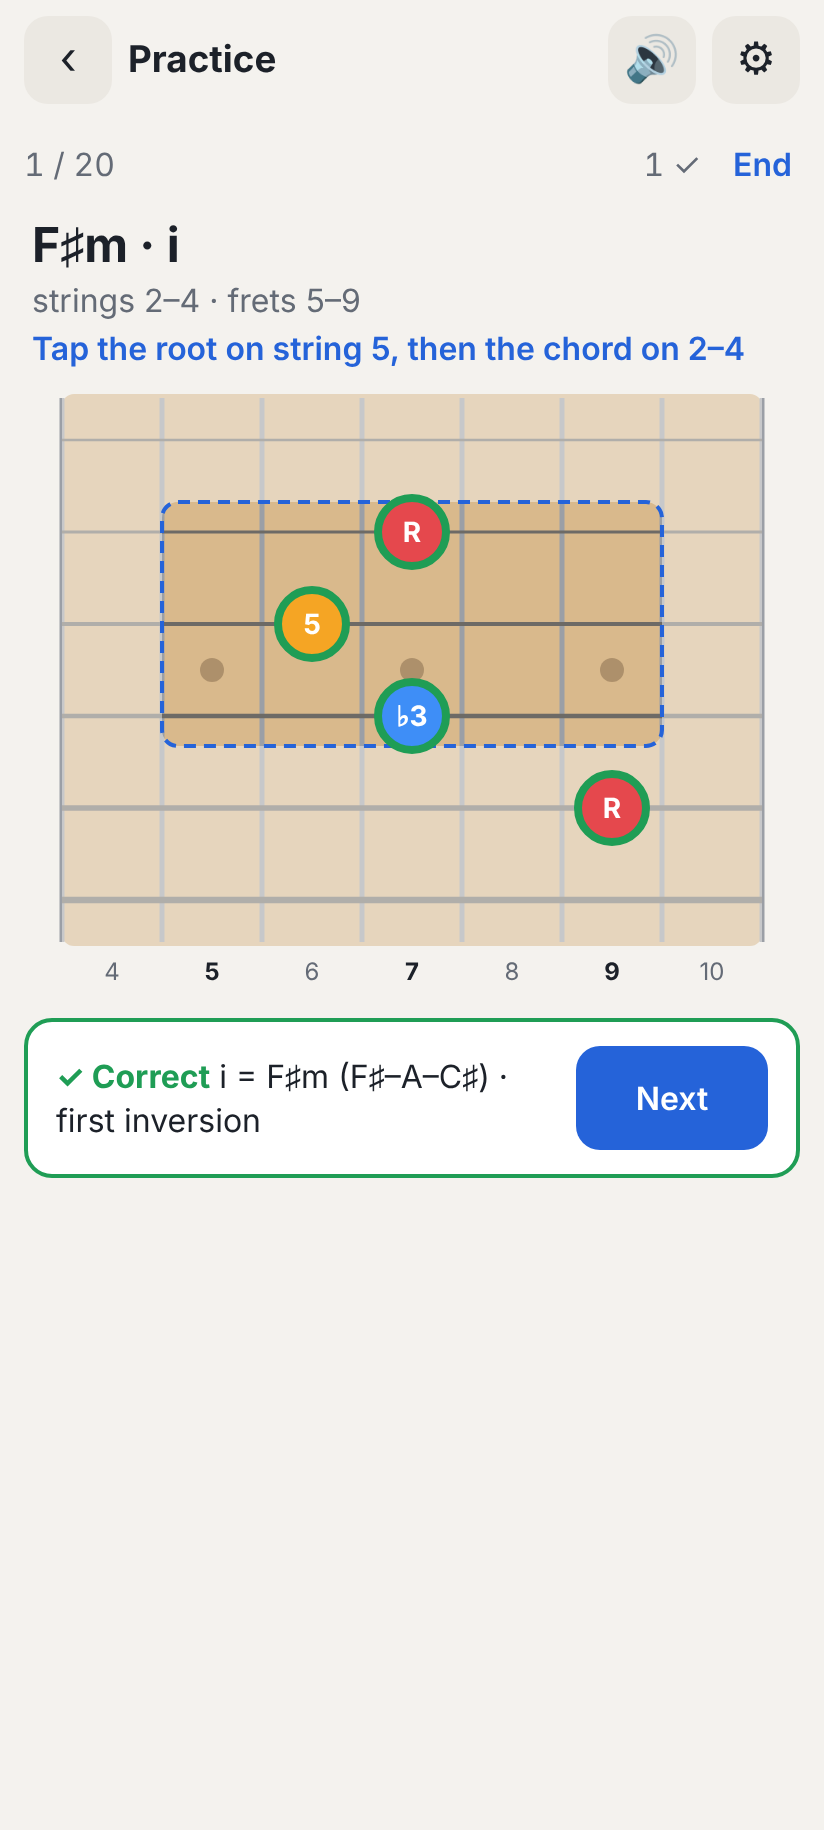 ‹ Practice
1 / 20 1 ✓ End
F♯m · i
strings 2–4 · frets 5–9
Tap the root on string 5, then the chord on 2–4
R
5
♭3
R
4 5 6 7 8 9 10
✓ Correct i = F♯m (F♯–A–C♯) ·
first inversion
Next